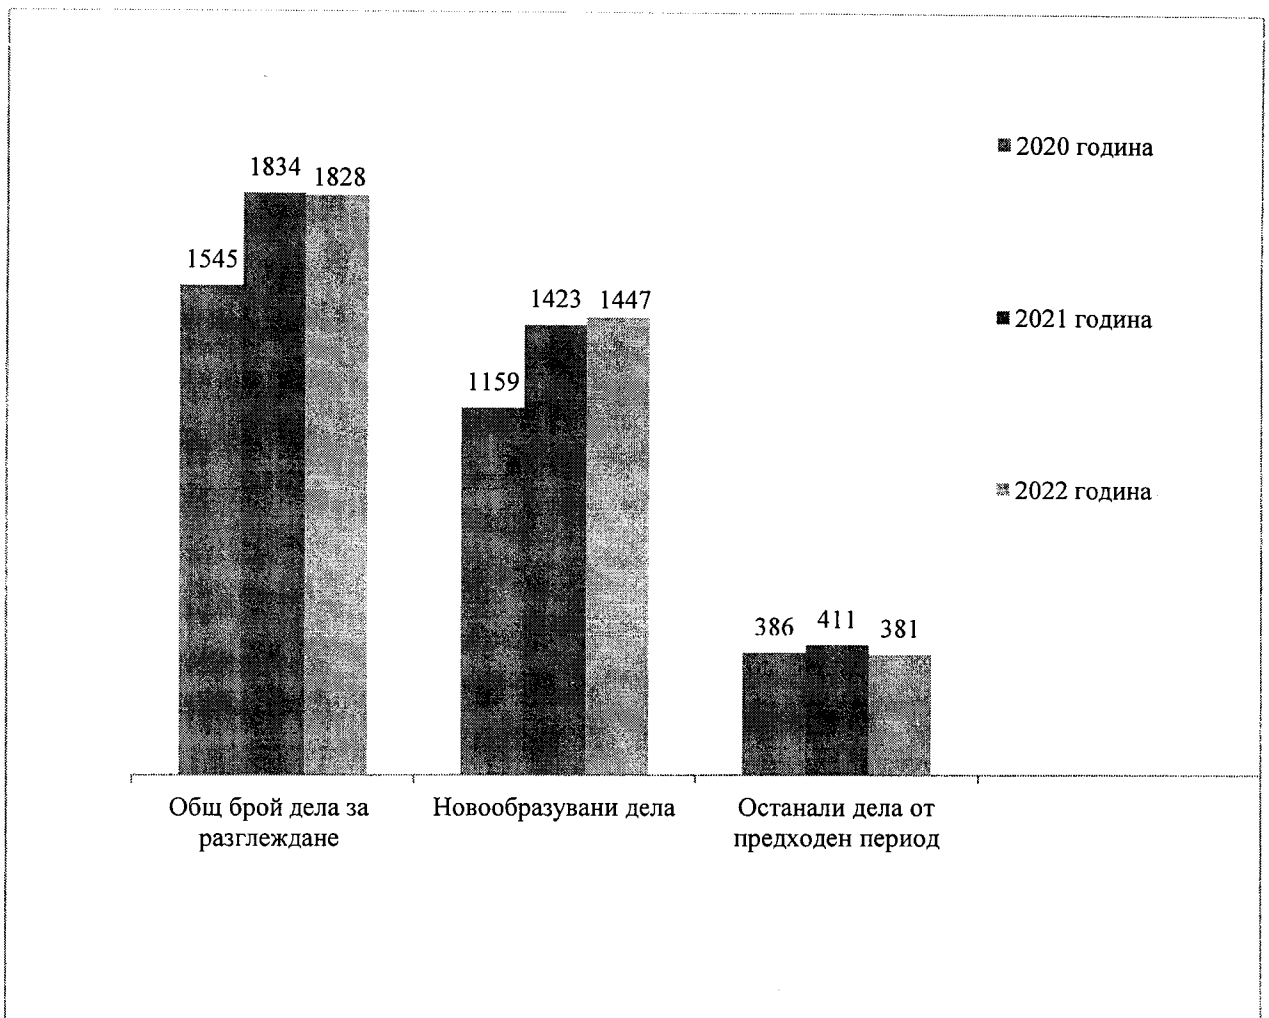 1834
1828
1545
1423
1447
1159
386
411
381
2020 година
2021 година
2022 година
Общ брой дела за
разглеждане
Новообразувани дела
Останали дела от
предходен период